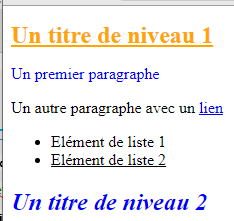 Un titre de niveau 1
Un premier paragraphe
Un autre paragraphe avec un lien
Elément de liste 1
Elément de liste 2
Un titre de niveau 2